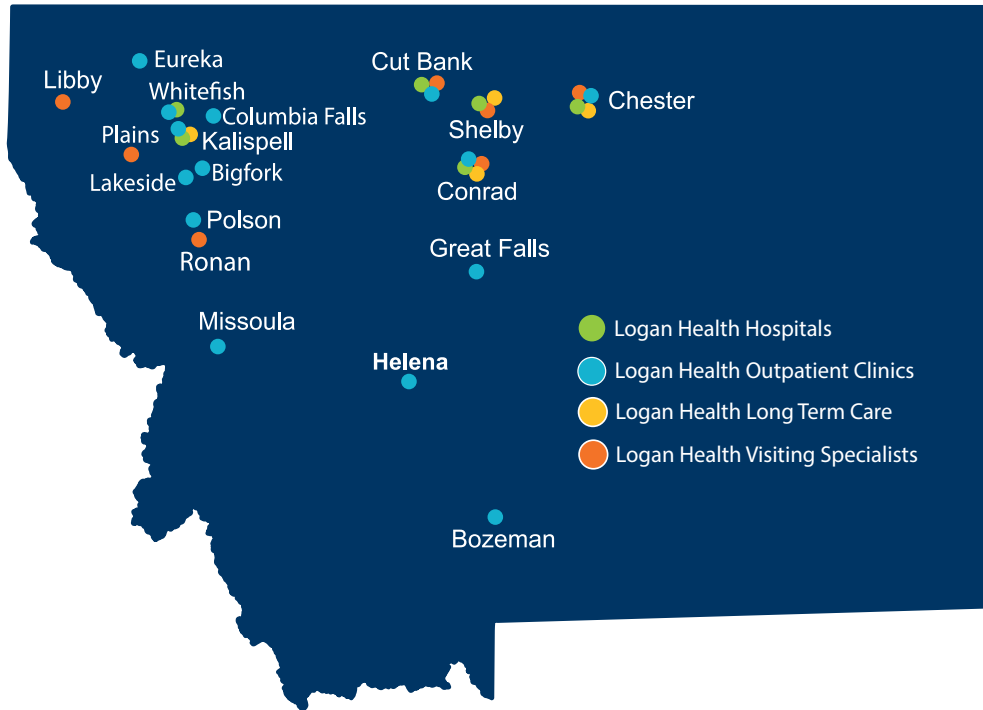 Eureka
Cut Bank
Libby
Whitefish
Chester
Columbia Falls
Shelby
Plains
Kalispell
Bigfork
Lakeside
Conrad
Polson
Great Falls
Ronan
Missoula
Logan Health Hospitals
Helena
Logan Health Outpatient Clinics
Logan Health Long Term Care
Logan Health Visiting Specialists
Bozeman